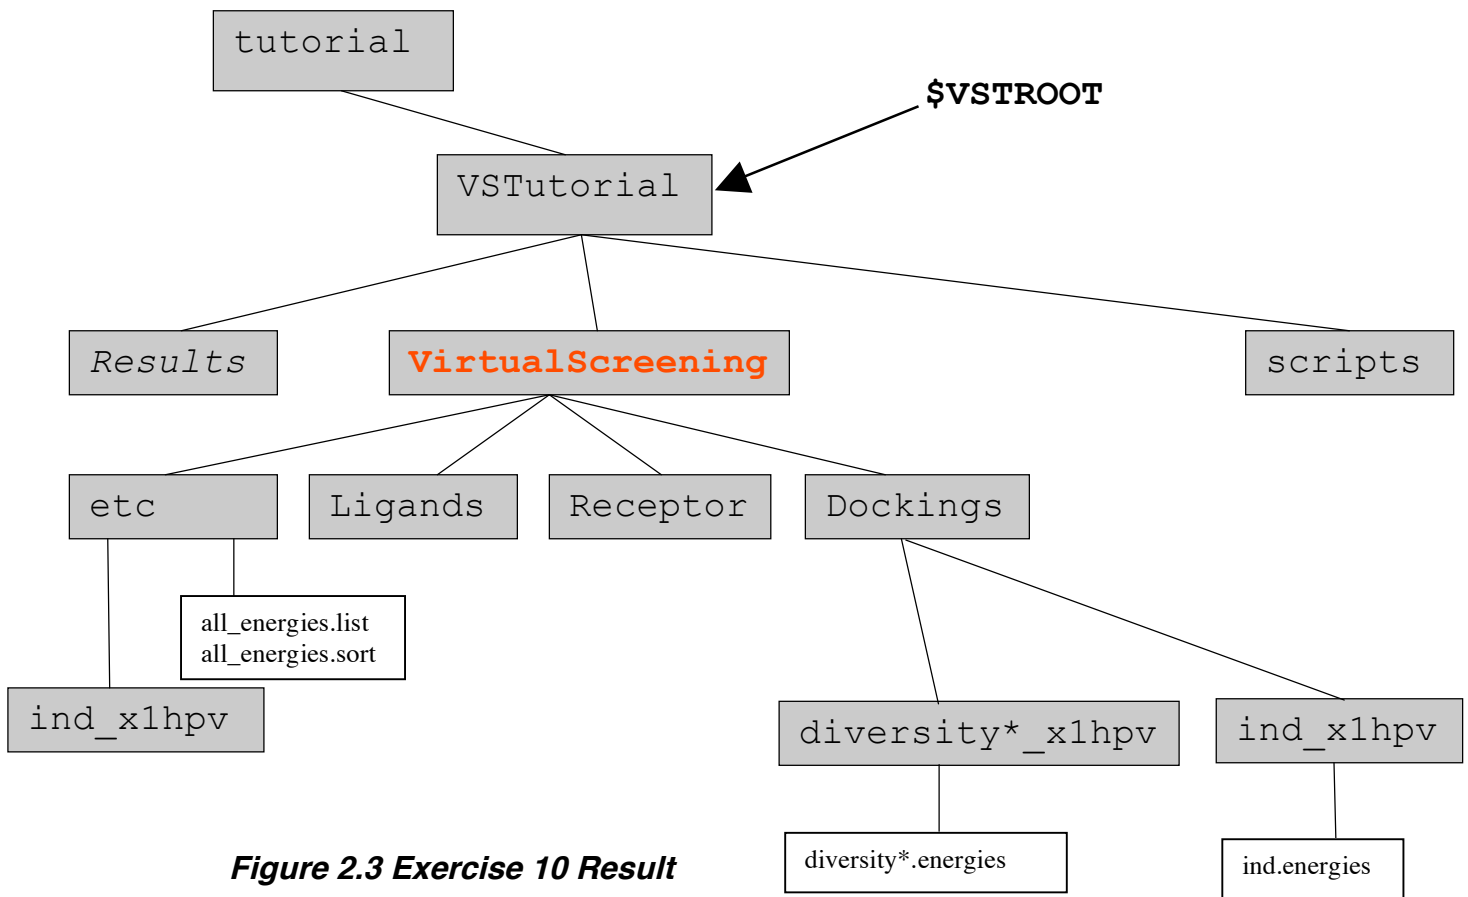 tutorial
$VSTROOT
VSTutorial
Results
VirtualScreening
scripts
etc
Ligands
Receptor
Dockings
all_energies.list
all_energies.sort
ind_x1hpv
diversity*_x1hpv
ind_x1hpv
diversity*.energies
ind.energies
Figure 2.3 Exercise 10 Result